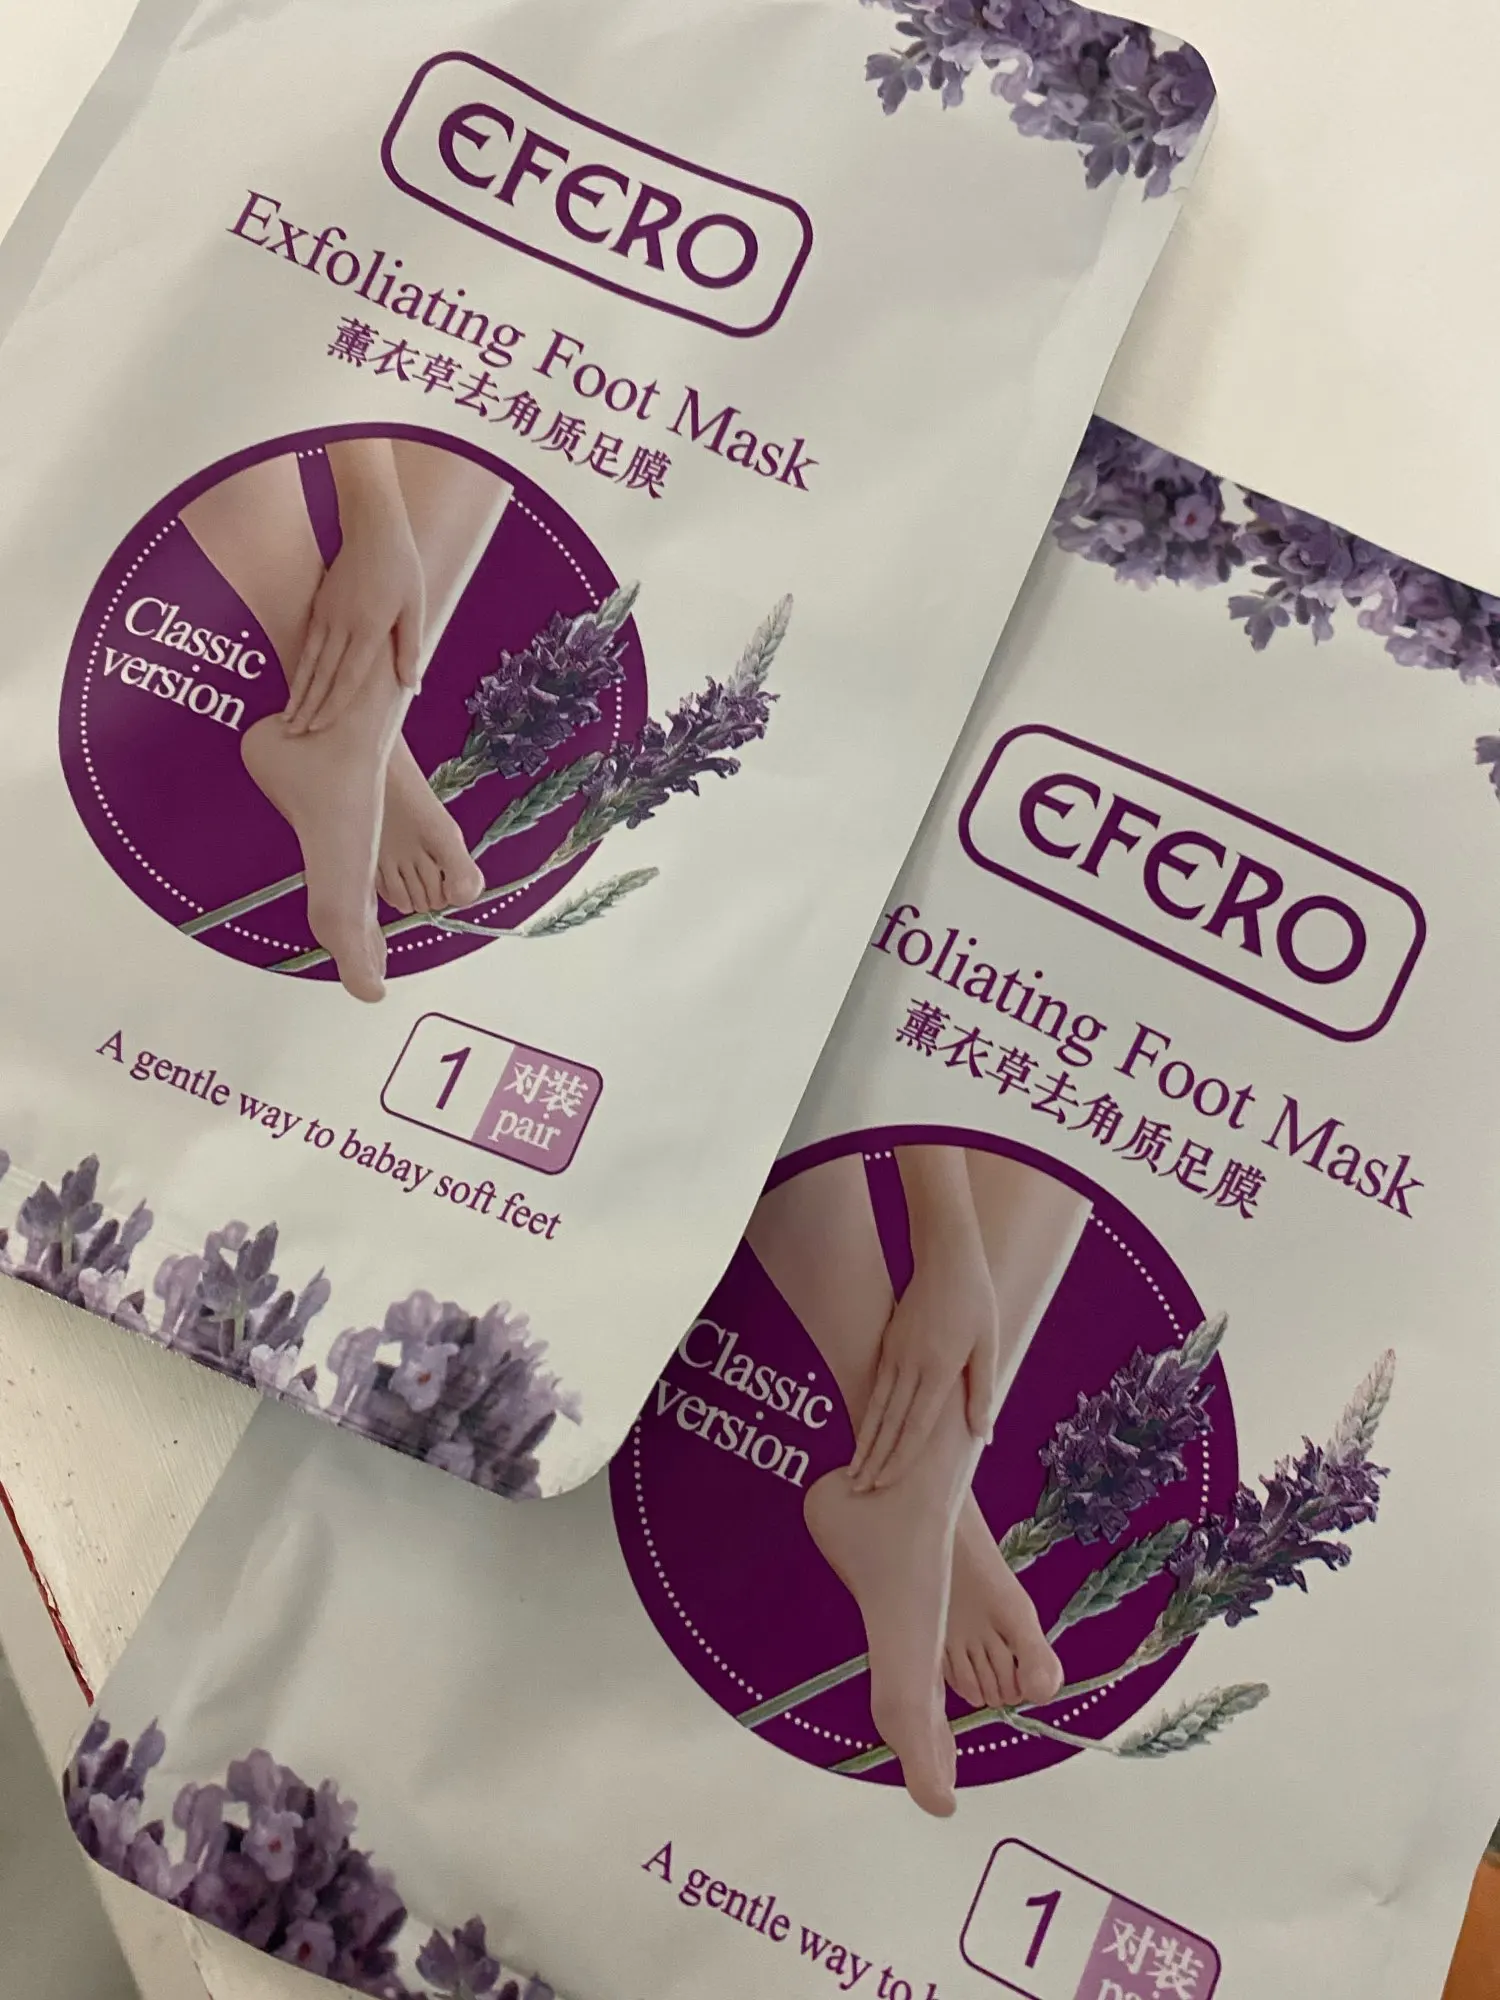 EFERO
Exfoliating Foot Mask
薰衣草去角质足膜
Classic
version
1
对装
pair
A gentle way to babay soft feet
EFERO
foliating Foot Mask
薰衣草去角质足膜
Classic
version
1
对装
A gentle way to